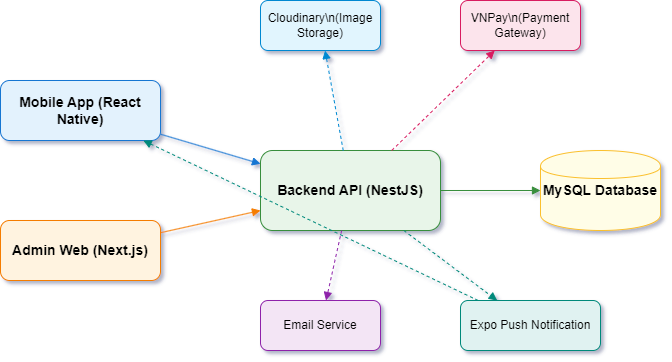 Cloudinary\n(Image
Storage)
VNPay\n(Payment
Gateway)
Mobile App (React
Native)
Backend API (NestJS)
MySQL Database
Admin Web (Next.js)
Email Service
Expo Push Notification